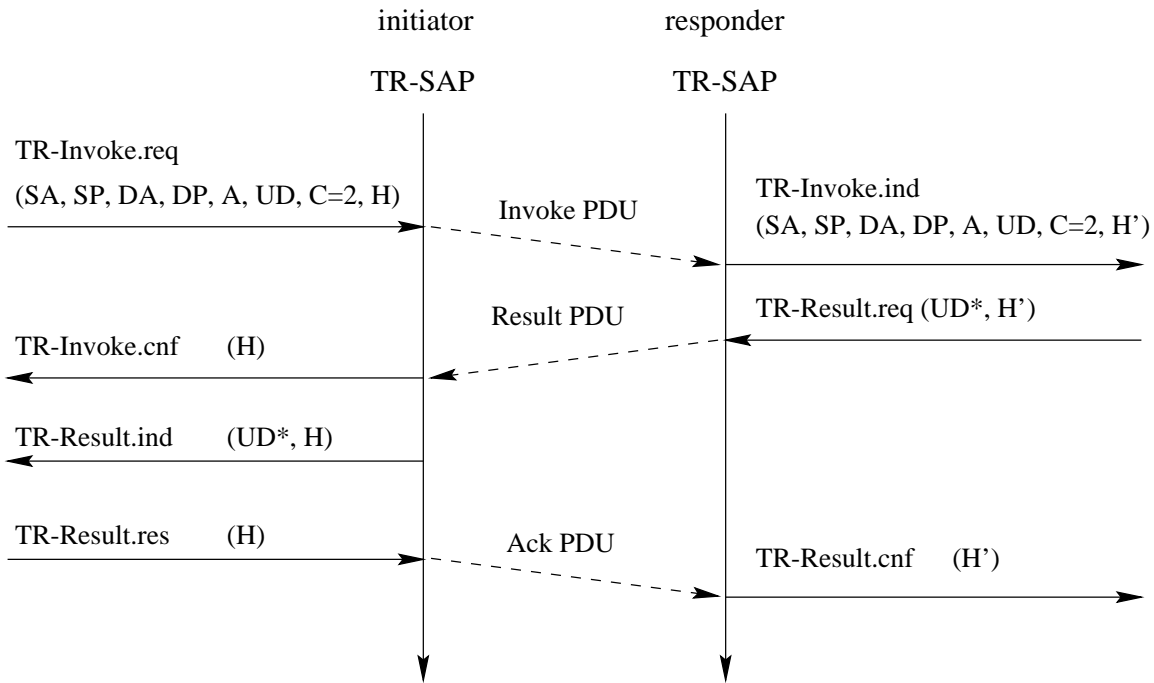 initiator
responder
TR-SAP
TR-SAP
TR-Invoke.req
(SA, SP, DA, DP, A, UD, C=2, H)
Invoke PDU
TR-Invoke.ind
(SA, SP, DA, DP, A, UD, C=2, H’)
Result PDU
TR-Result.req (UD*, H’)
TR-Invoke.cnf (H)
TR-Result.ind (UD*, H)
TR-Result.res (H)
Ack PDU
TR-Result.cnf (H’)